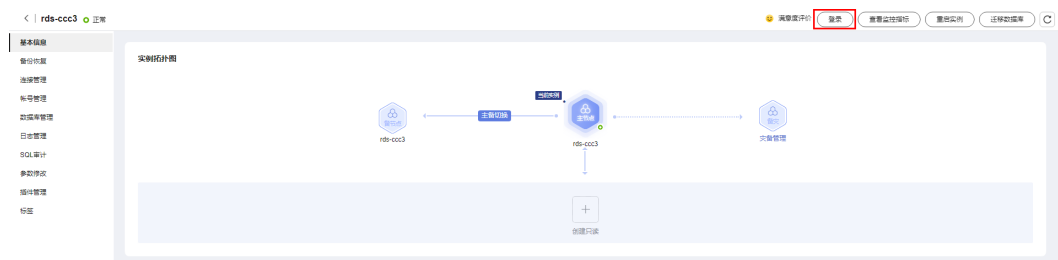 rds-ccc3 正常
满意度评价 登录 查看监控指标 重启实例 迁移数据库
基本信息
备份恢复
连接管理
帐号管理
数据库管理
日志管理
SQL审计
参数修改
插件管理
标签
实例拓扑图
当前实例
备节点
主备切换
主节点
备灾
rds-ccc3
rds-ccc3
灾备管理
创建只读